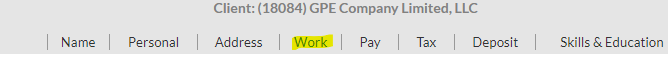 Client: (18084) GPE Company Limited, LLC
Name | Personal | Address | Work | Pay | Tax | Deposit | Skills & Education